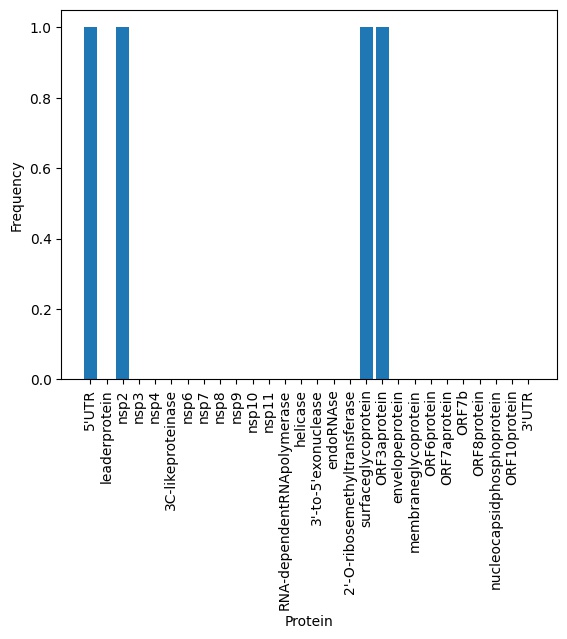 1.0
0.8
0.6
0.4
0.2
0.0
Frequency
5'UTR
leaderprotein
nsp2
nsp3
nsp4
3C-likeproteinase
nsp6
nsp7
nsp8
nsp9
nsp10
nsp11
RNA-dependentRNApolymerase
helicase
3'-to-5'exonuclease
endoRNAse
2'-O-ribosemethyltransferase
surfaceglycoprotein
ORF3aprotein
envelopeprotein
membraneglycoprotein
ORF6protein
ORF7aprotein
ORF7b
ORF8protein
nucleocapsidphosphoprotein
ORF10protein
3'UTR
Protein